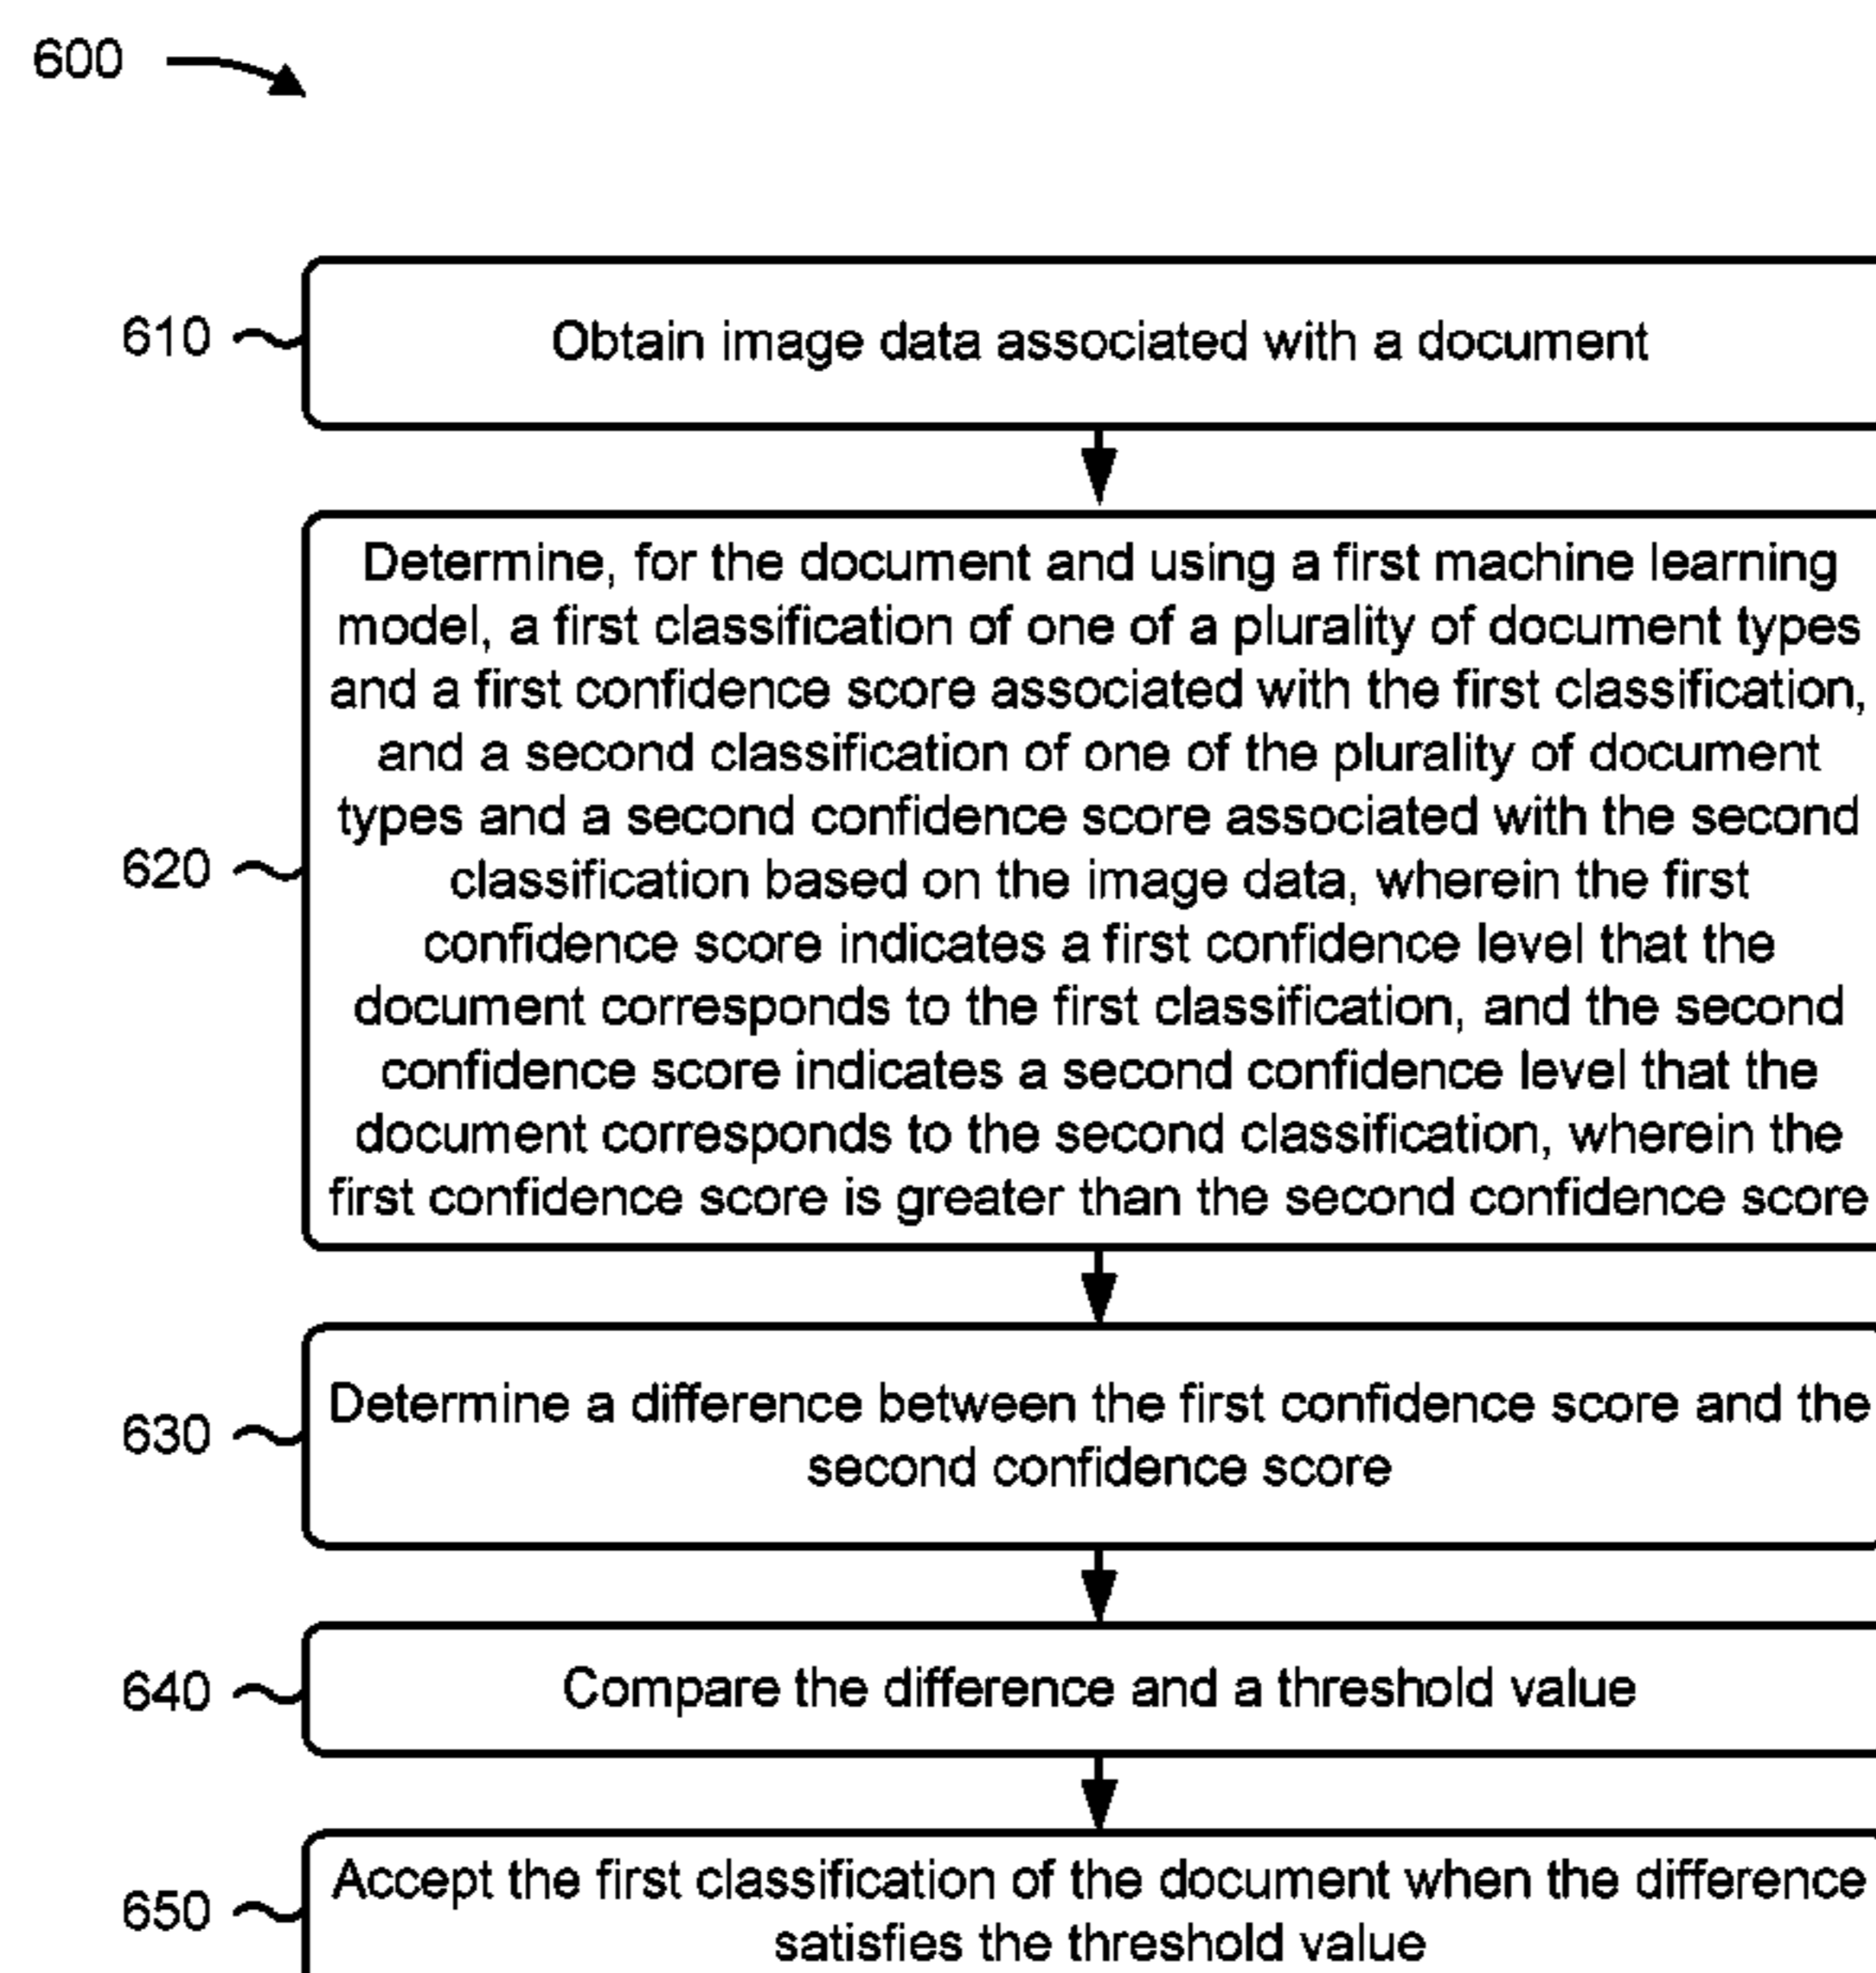 600
610
Obtain image data associated with a document
620
Determine, for the document and using a first machine learning
model, a first classification of one of a plurality of document types
and a first confidence score associated with the first classification,
and a second classification of one of the plurality of document
types and a second confidence score associated with the second
classification based on the image data, wherein the first
confidence score indicates a first confidence level that the
document corresponds to the first classification, and the second
confidence score indicates a second confidence level that the
document corresponds to the second classification, wherein the
first confidence score is greater than the second confidence score
630
Determine a difference between the first confidence score and the
second confidence score
640
Compare the difference and a threshold value
650
Accept the first classification of the document when the difference
satisfies the threshold value